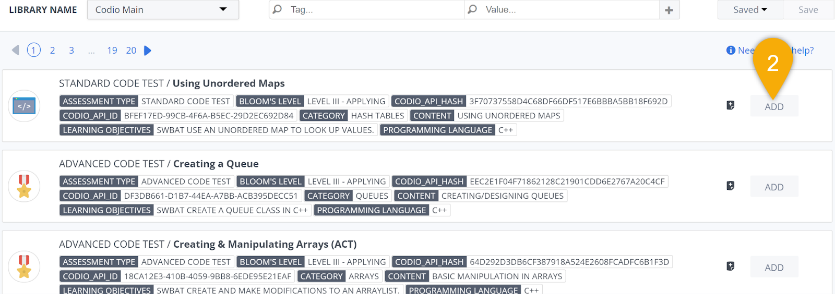 LIBRARY NAME Codio Main Tag... Value... + Saved Save
1 2 3 ... 19 20 Nee help?
2
STANDARD CODE TEST / Using Unordered Maps
ASSESSMENT TYPE STANDARD CODE TEST BLOOM'S LEVEL LEVEL III - APPLYING CODIO_API_HASH 3F70737558D4C68DF66DF517E6BBBA5BB18F692D
</> ADD
CODIO_API_ID BFEF17ED-99CB-4F6A-B5EC-29D2EC692D84 CATEGORY HASH TABLES CONTENT USING UNORDERED MAPS
LEARNING OBJECTIVES SWBAT USE AN UNORDERED MAP TO LOOK UP VALUES. PROGRAMMING LANGUAGE C++
ADVANCED CODE TEST / Creating a Queue
ASSESSMENT TYPE ADVANCED CODE TEST BLOOM'S LEVEL LEVEL III - APPLYING CODIO_API_HASH EEC2E1F04F71862128C21901CDD6E2767A20C4CF
ADD
CODIO_API_ID DF3DB661-D1B7-44EA-A7BB-ACB395DECC51 CATEGORY QUEUES CONTENT CREATING/DESIGNING QUEUES
LEARNING OBJECTIVES SWBAT CREATE A QUEUE CLASS IN C++ PROGRAMMING LANGUAGE C++
ADVANCED CODE TEST / Creating & Manipulating Arrays (ACT)
ASSESSMENT TYPE ADVANCED CODE TEST BLOOM'S LEVEL LEVEL III - APPLYING CODIO_API_HASH 64D292D3DB6CF387918A524E2608FCADFC6B1F3D
ADD
CODIO_API_ID 18CA12E3-410B-4059-9BB8-6EDE95E21EAF CATEGORY ARRAYS CONTENT BASIC MANIPULATION IN ARRAYS
LEARNING OBJECTIVES SWBAT CREATE AND MAKE MODIFICATIONS TO AN ARRAYLIST. PROGRAMMING LANGUAGE C++